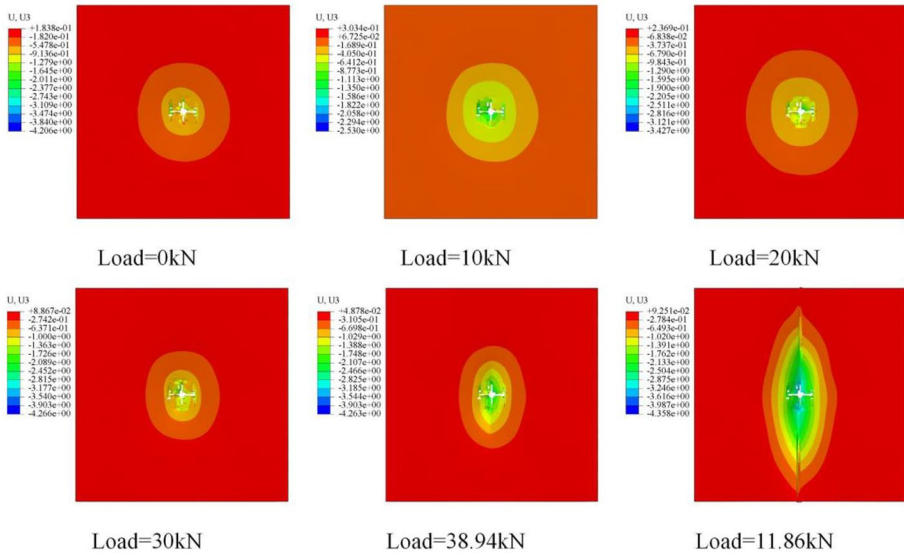 U, U3
+1.838e-01
-1.820e-01
-5.478e-01
-9.136e-01
-1.279e+00
-1.645e+00
-2.011e+00
-2.377e+00
-2.743e+00
-3.109e+00
-3.474e+00
-3.840e+00
-4.206e+00
Load=0kN
U, U3
+3.034e-01
+6.725e-02
-1.689e-01
-4.050e-01
-6.412e-01
-8.773e-01
-1.113e+00
-1.350e+00
-1.586e+00
-1.822e+00
-2.058e+00
-2.294e+00
-2.530e+00
Load=10kN
U, U3
+2.369e-01
-6.838e-02
-3.737e-01
-6.790e-01
-9.843e-01
-1.290e+00
-1.595e+00
-1.900e+00
-2.205e+00
-2.511e+00
-2.816e+00
-3.121e+00
-3.427e+00
Load=20kN
U, U3
+8.867e-02
-2.742e-01
-6.371e-01
-1.000e+00
-1.363e+00
-1.726e+00
-2.089e+00
-2.452e+00
-2.815e+00
-3.177e+00
-3.540e+00
-3.903e+00
-4.266e+00
Load=30kN
U, U3
+4.878e-02
-3.105e-01
-6.698e-01
-1.029e+00
-1.388e+00
-1.748e+00
-2.107e+00
-2.466e+00
-2.825e+00
-3.185e+00
-3.544e+00
-3.903e+00
-4.263e+00
Load=38.94kN
U, U3
+9.251e-02
-2.784e-01
-6.493e-01
-1.020e+00
-1.391e+00
-1.762e+00
-2.133e+00
-2.504e+00
-2.875e+00
-3.246e+00
-3.616e+00
-3.987e+00
-4.358e+00
Load=11.86kN